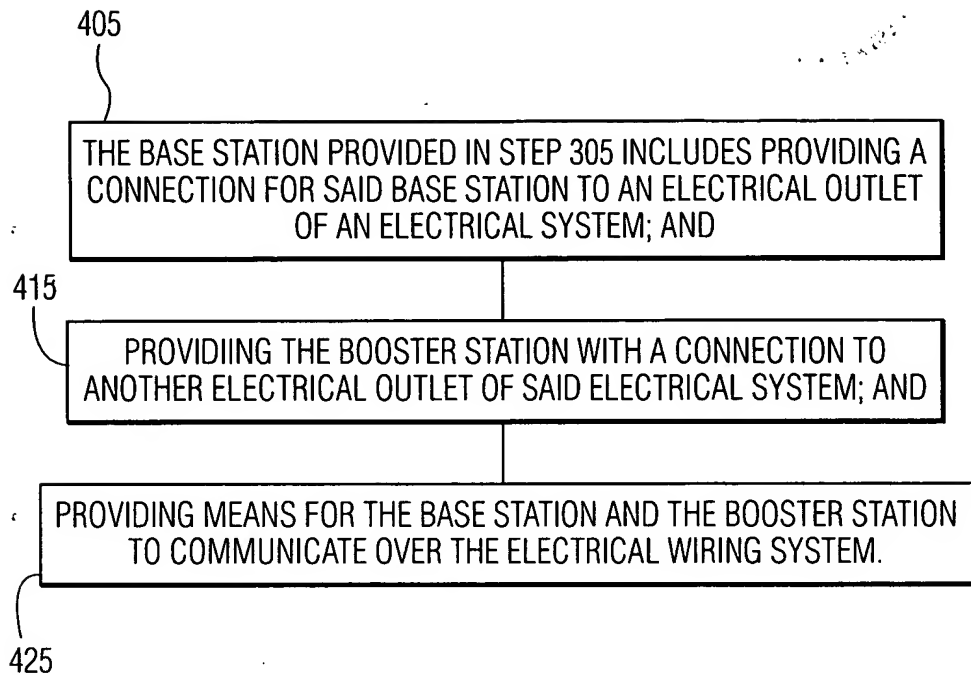 405
THE BASE STATION PROVIDED IN STEP 305 INCLUDES PROVIDING A
CONNECTION FOR SAID BASE STATION TO AN ELECTRICAL OUTLET
OF AN ELECTRICAL SYSTEM; AND
415
PROVIDIING THE BOOSTER STATION WITH A CONNECTION TO
ANOTHER ELECTRICAL OUTLET OF SAID ELECTRICAL SYSTEM; AND
PROVIDING MEANS FOR THE BASE STATION AND THE BOOSTER STATION
TO COMMUNICATE OVER THE ELECTRICAL WIRING SYSTEM.
425